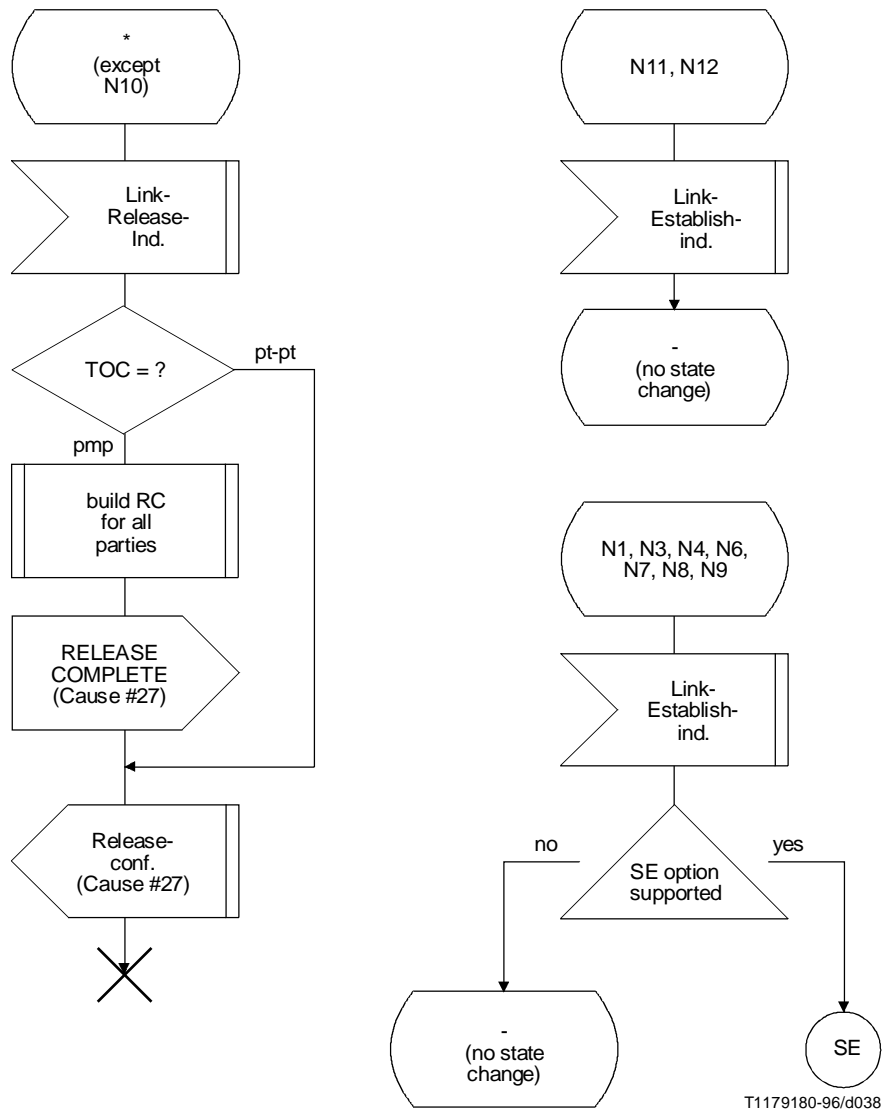 *
(except
N10)
Link-
Release-
Ind.
TOC = ?
pt-pt
pmp
build RC
for all
parties
RELEASE
COMPLETE
(Cause #27)
Release-
conf.
(Cause #27)
N11, N12
Link-
Establish-
ind.
-
(no state
change)
N1, N3, N4, N6,
N7, N8, N9
Link-
Establish-
ind.
no
yes
SE option
supported
-
(no state
change)
SE
T1179180-96/d038